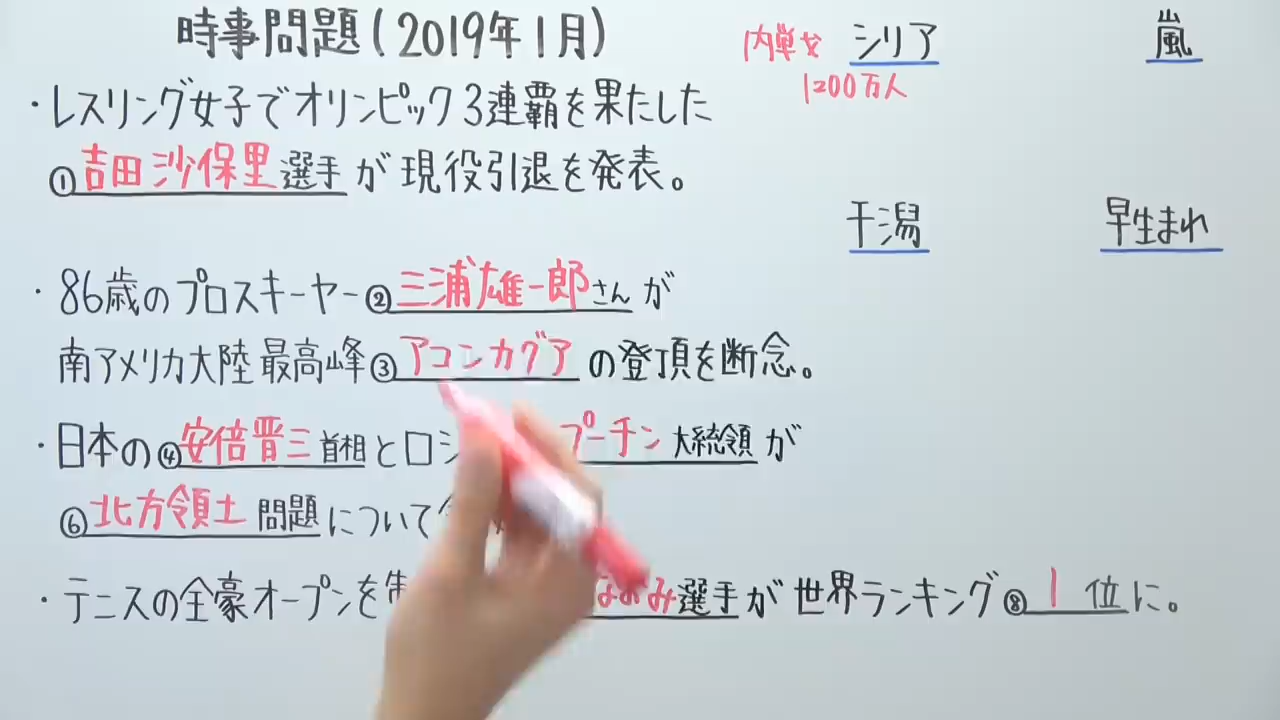 時事問題(2019年1月)
・レスリング女子でオリンピック3連覇を果たした
①吉田沙保里選手が現役引退を発表。
・86歳のプロスキーヤー②三浦雄一郎さんが
南アメリカ大陸最高峰③アコンカグアの登頂を断念。
・日本の④安倍晋三首相とロシ プーチン大統領が
⑥北方領土問題について
・テニスの全豪オープンを なおみ選手が世界ランキング⑧1位に。
内戦 シリア
1200万人
嵐
干潟
早生まれ